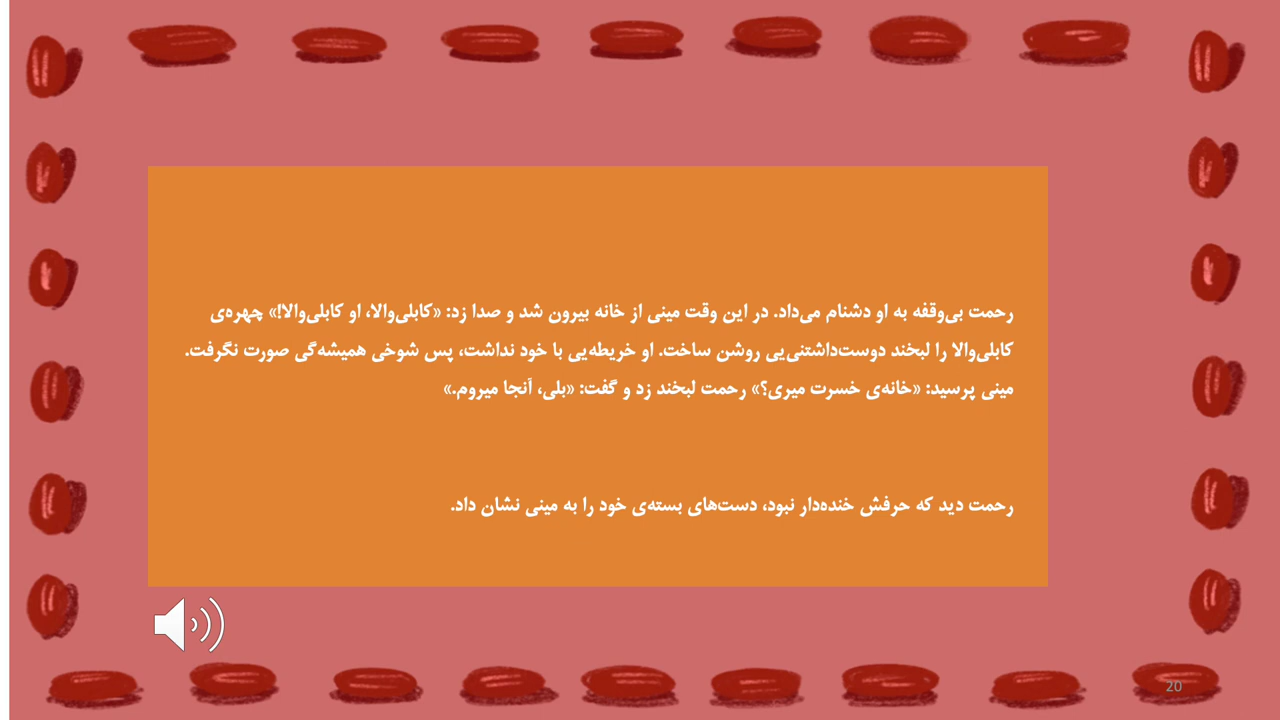 رحمت بی‌وقفه به او دشنام می‌داد. در این وقت مینی از خانه بیرون شد و صدا زد: «کابلی‌والا، او کابلی‌والا!» چهره‌ی
کابلی‌والا را لبخند دوست‌داشتنی‌یی روشن ساخت. او خریطه‌یی با خود نداشت، پس شوخی همیشه‌گی صورت نگرفت.
مینی پرسید: «خانه‌ی خسرت میری؟» رحمت لبخند زد و گفت: «بلی، آنجا میروم.»
رحمت دید که حرفش خنده‌دار نبود، دست‌های بسته‌ی خود را به مینی نشان داد.
20